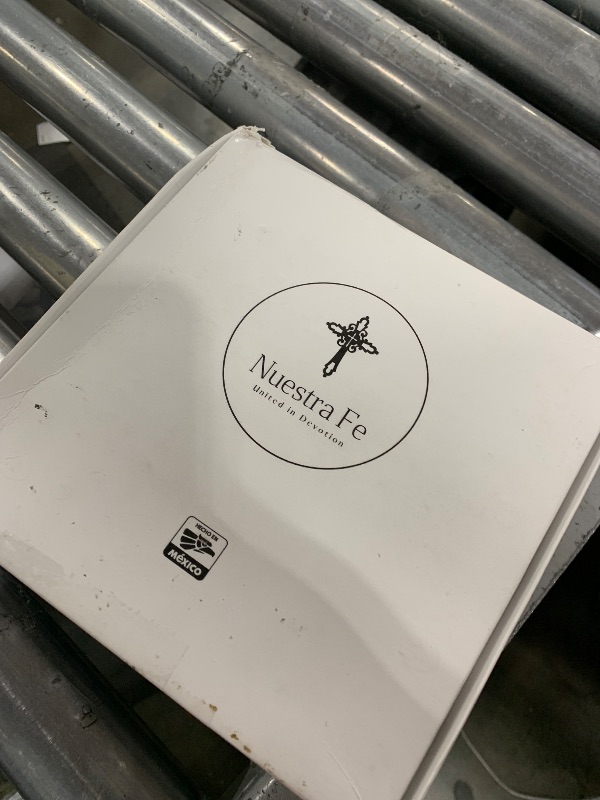 Nuestra Fe
United in Devotion
HECHO EN
MÉXICO